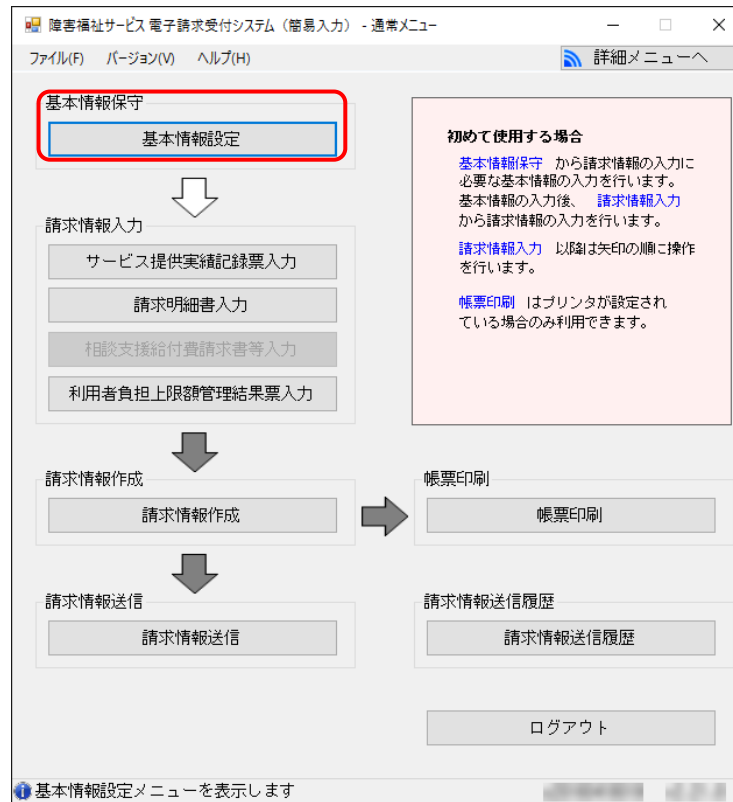 障害福祉サービス 電子請求受付システム（簡易入力） - 通常メニュー
ファイル(F) バージョン(V) ヘルプ(H) 詳細メニューへ
基本情報保守
基本情報設定
初めて使用する場合
基本情報保守 から請求情報の入力に
必要な基本情報の入力を行います。
基本情報の入力後、 請求情報入力
から請求情報の入力を行います。
請求情報入力 以降は矢印の順に操作
を行います。
帳票印刷 はプリンタが設定され
ている場合のみ利用できます。
請求情報入力
サービス提供実績記録票入力
請求明細書入力
相談支援給付費請求書等入力
利用者負担上限額管理結果票入力
請求情報作成
請求情報作成
帳票印刷
帳票印刷
請求情報送信
請求情報送信
請求情報送信履歴
請求情報送信履歴
ログアウト
基本情報設定メニューを表示します